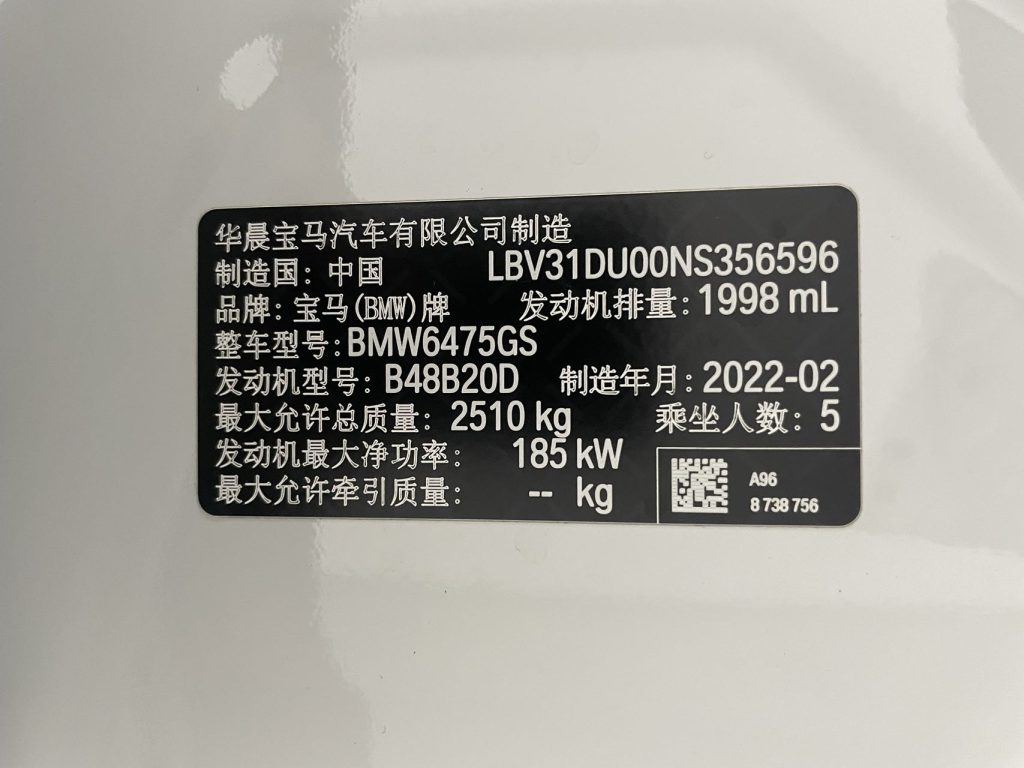 华晨宝马汽车有限公司制造
制造国: 中国 LBV31DU00NS356596
品牌: 宝马(BMW)牌 发动机排量: 1998 mL
整车型号: BMW6475GS
发动机型号: B48B20D 制造年月: 2022-02
最大允许总质量: 2510 kg 乘坐人数: 5
发动机最大净功率: 185 kW
最大允许牵引质量: -- kg
A96
8 738 756